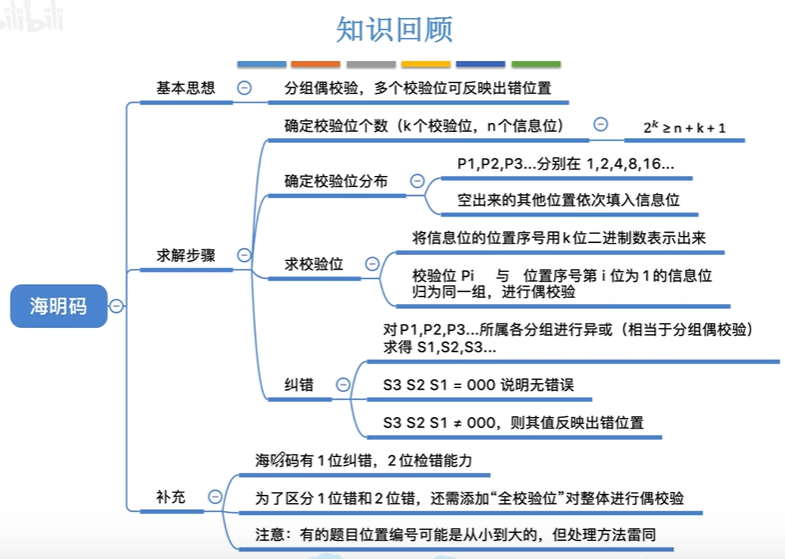 bilibili
知识回顾
基本思想
分组偶校验，多个校验位可反映出错位置
确定校验位个数（k个校验位，n个信息位）
2ᵏ ≥ n + k + 1
确定校验位分布
P1,P2,P3...分别在 1,2,4,8,16...
空出来的其他位置依次填入信息位
求解步骤
求校验位
将信息位的位置序号用k位二进制数表示出来
校验位 Pi 与 位置序号第 i 位为1的信息位
归为同一组，进行偶校验
海明码
纠错
对P1,P2,P3...所属各分组进行异或（相当于分组偶校验）
求得 S1,S2,S3...
S3 S2 S1 = 000 说明无错误
S3 S2 S1 ≠ 000，则其值反映出错位置
补充
海明码有1位纠错，2位检错能力
为了区分1位错和2位错，还需添加“全校验位”对整体进行偶校验
注意：有的题目位置编号可能是从小到大的，但处理方法雷同